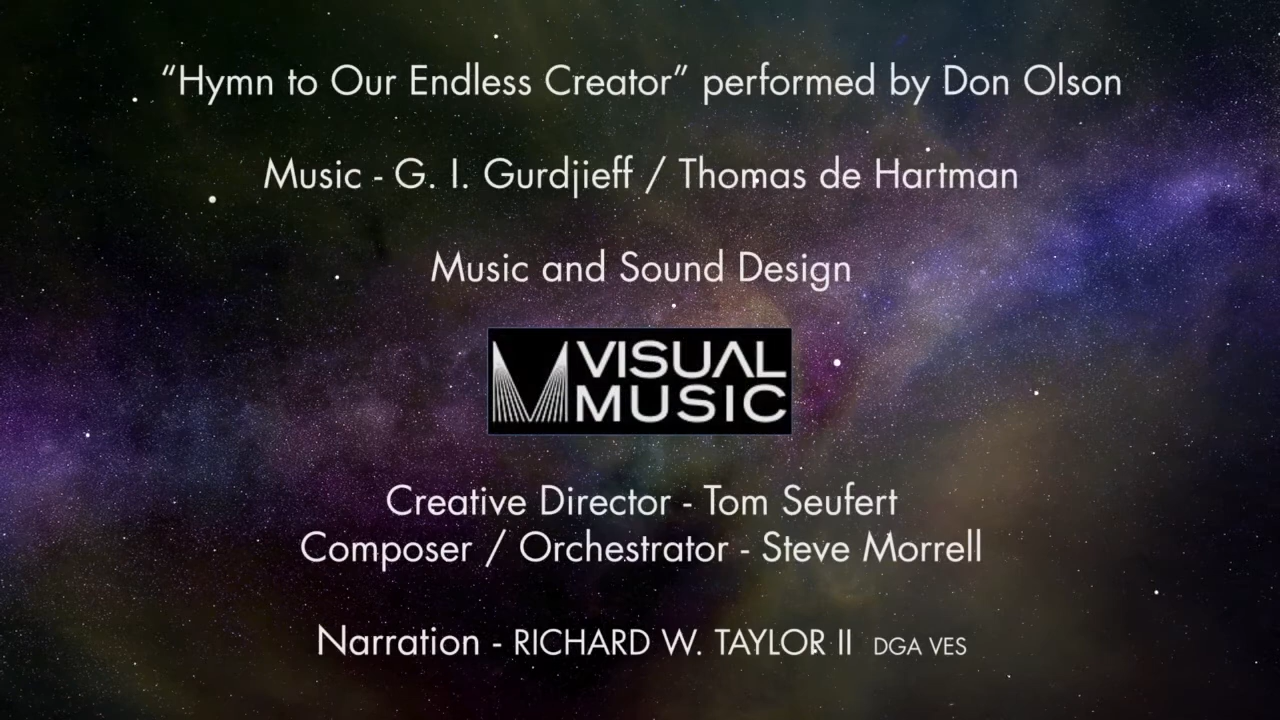 “Hymn to Our Endless Creator” performed by Don Olson
Music - G. I. Gurdjieff / Thomas de Hartman
Music and Sound Design
VISUAL
MUSIC
Creative Director - Tom Seufert
Composer / Orchestrator - Steve Morrell
Narration - RICHARD W. TAYLOR II DGA VES